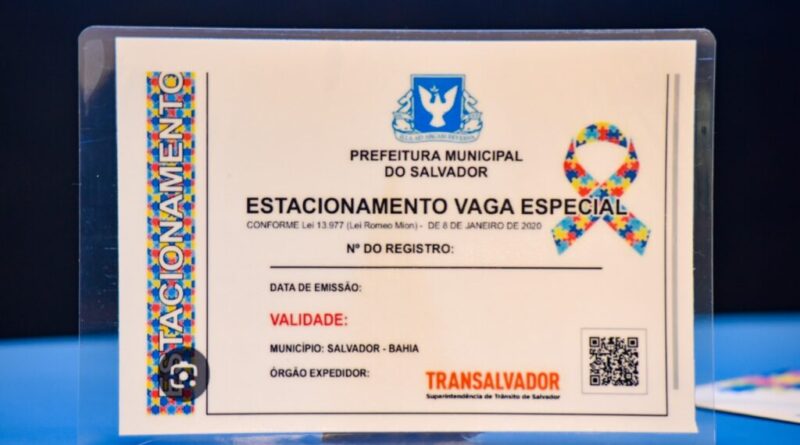 ESTACIONAMENTO
PREFEITURA MUNICIPAL
DO SALVADOR
ESTACIONAMENTO VAGA ESPECIAL
CONFORME Lei 13.977 (Lei Romeo Mion) - DE 8 DE JANEIRO DE 2020
Nº DO REGISTRO:
DATA DE EMISSÃO:
VALIDADE:
MUNICÍPIO: SALVADOR - BAHIA
ÓRGÃO EXPEDIDOR:
TRANSALVADOR
Superintendência de Trânsito de Salvador